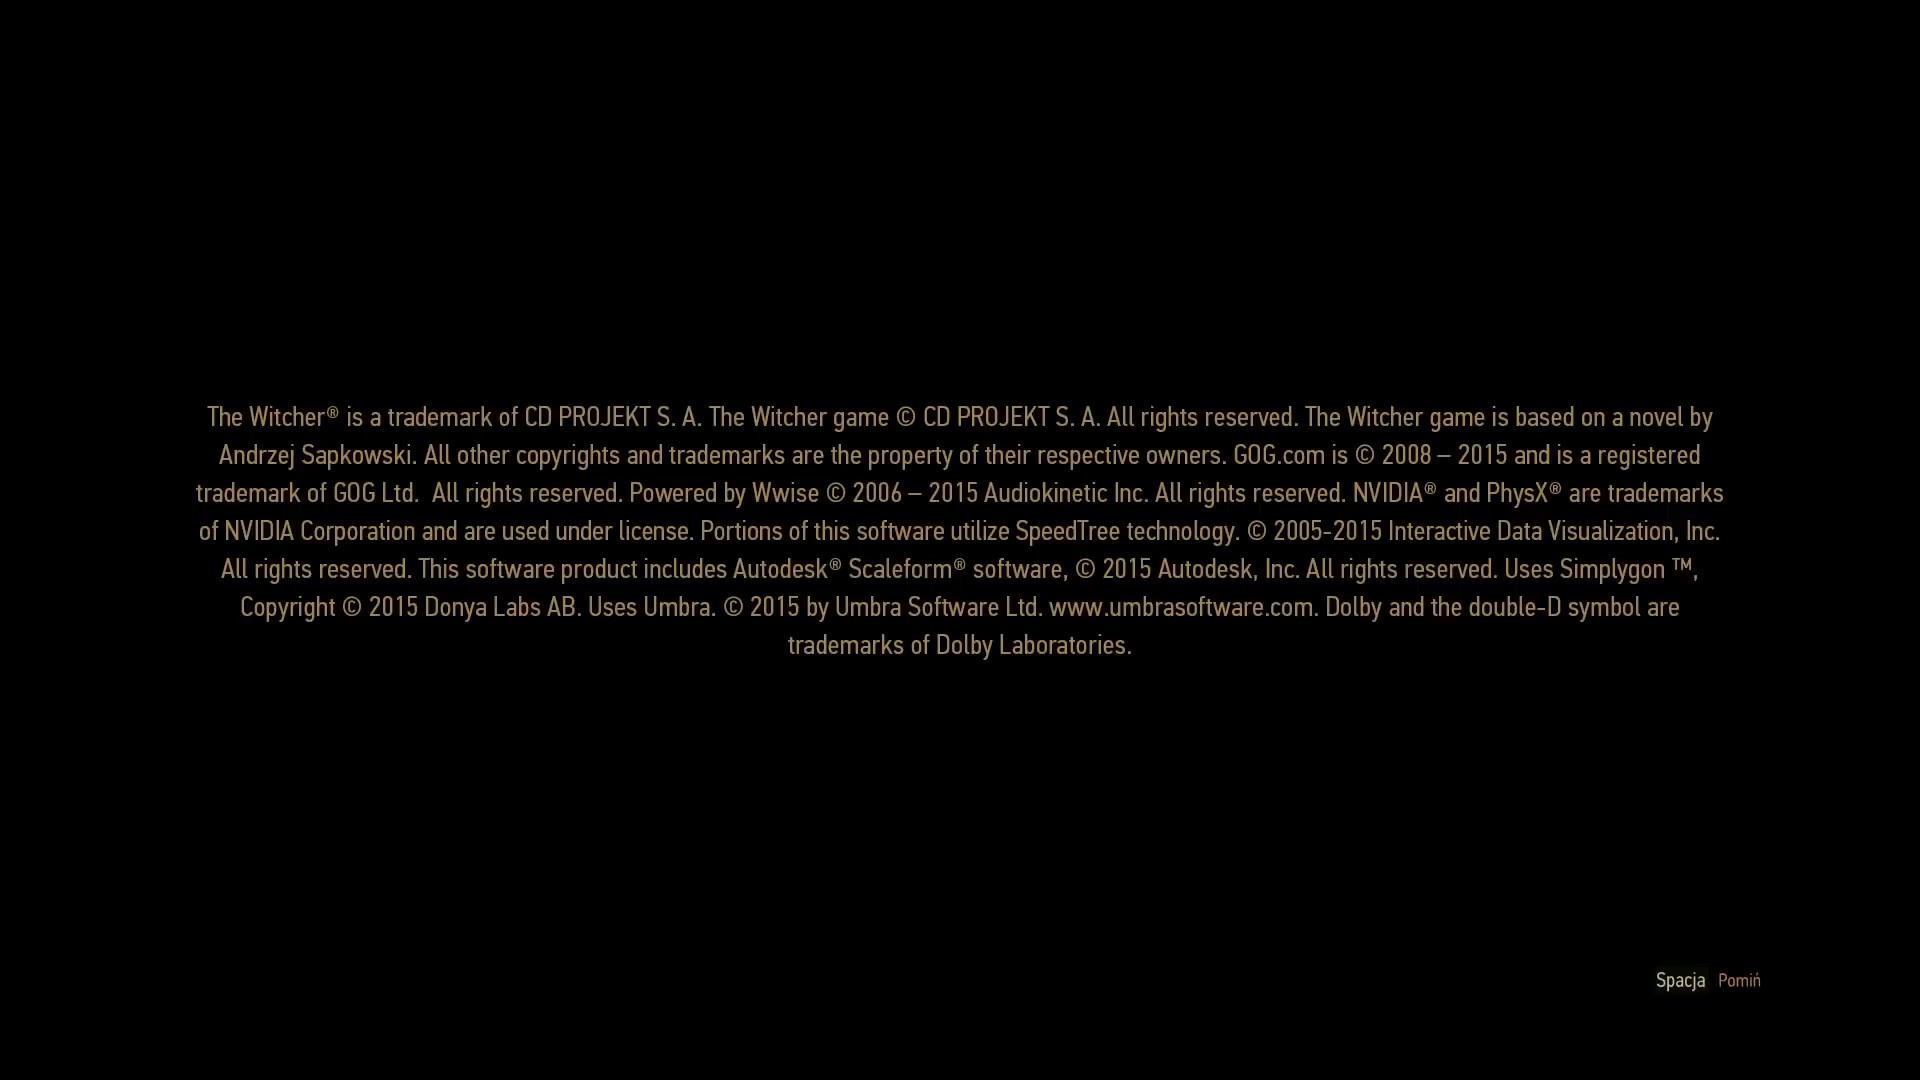 The Witcher® is a trademark of CD PROJEKT S. A. The Witcher game © CD PROJEKT S. A. All rights reserved. The Witcher game is based on a novel by
Andrzej Sapkowski. All other copyrights and trademarks are the property of their respective owners. GOG.com is © 2008 – 2015 and is a registered
trademark of GOG Ltd.  All rights reserved. Powered by Wwise © 2006 – 2015 Audiokinetic Inc. All rights reserved. NVIDIA® and PhysX® are trademarks
of NVIDIA Corporation and are used under license. Portions of this software utilize SpeedTree technology. © 2005-2015 Interactive Data Visualization, Inc.
All rights reserved. This software product includes Autodesk® Scaleform® software, © 2015 Autodesk, Inc. All rights reserved. Uses Simplygon ™,
Copyright © 2015 Donya Labs AB. Uses Umbra. © 2015 by Umbra Software Ltd. www.umbrasoftware.com. Dolby and the double-D symbol are
trademarks of Dolby Laboratories.
Spacja Pomiń